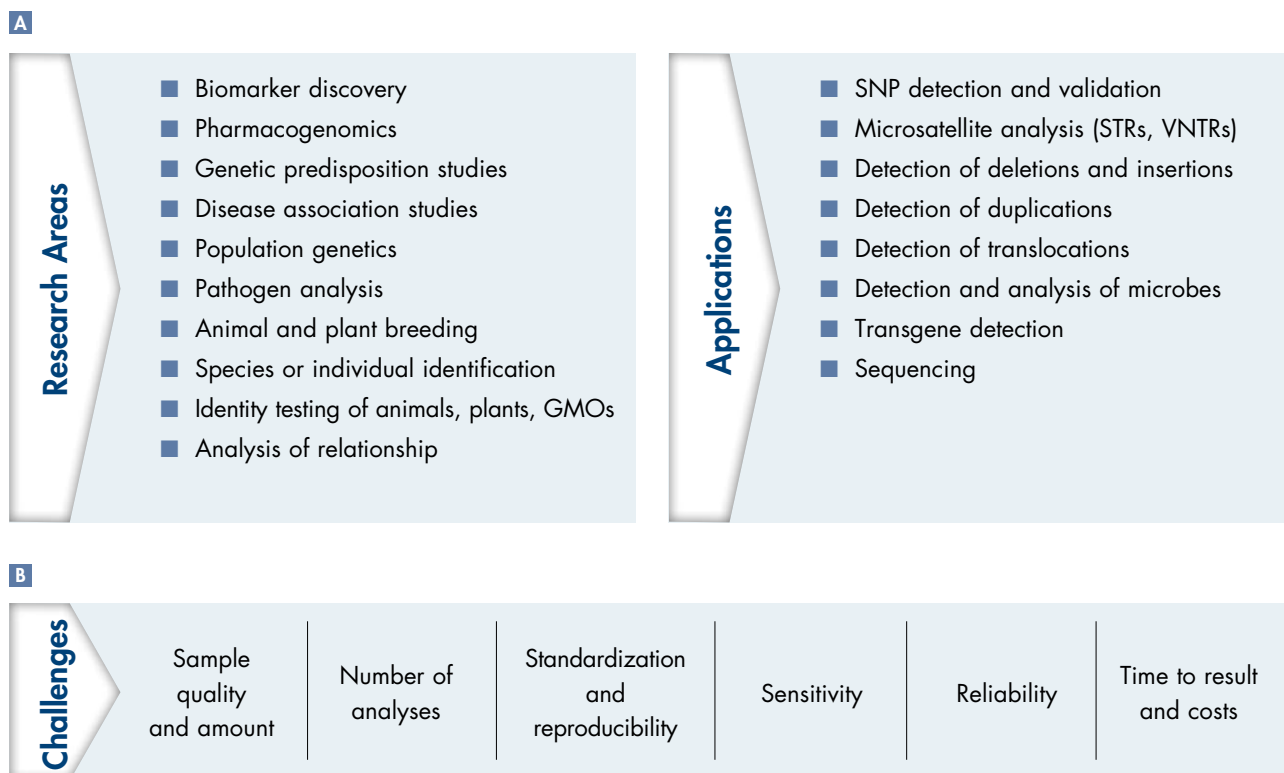 A
Research Areas
Biomarker discovery
Pharmacogenomics
Genetic predisposition studies
Disease association studies
Population genetics
Pathogen analysis
Animal and plant breeding
Species or individual identification
Identity testing of animals, plants, GMOs
Analysis of relationship
Applications
SNP detection and validation
Microsatellite analysis (STRs, VNTRs)
Detection of deletions and insertions
Detection of duplications
Detection of translocations
Detection and analysis of microbes
Transgene detection
Sequencing
B
Challenges
Sample
quality
and amount
Number of
analyses
Standardization
and
reproducibility
Sensitivity
Reliability
Time to result
and costs